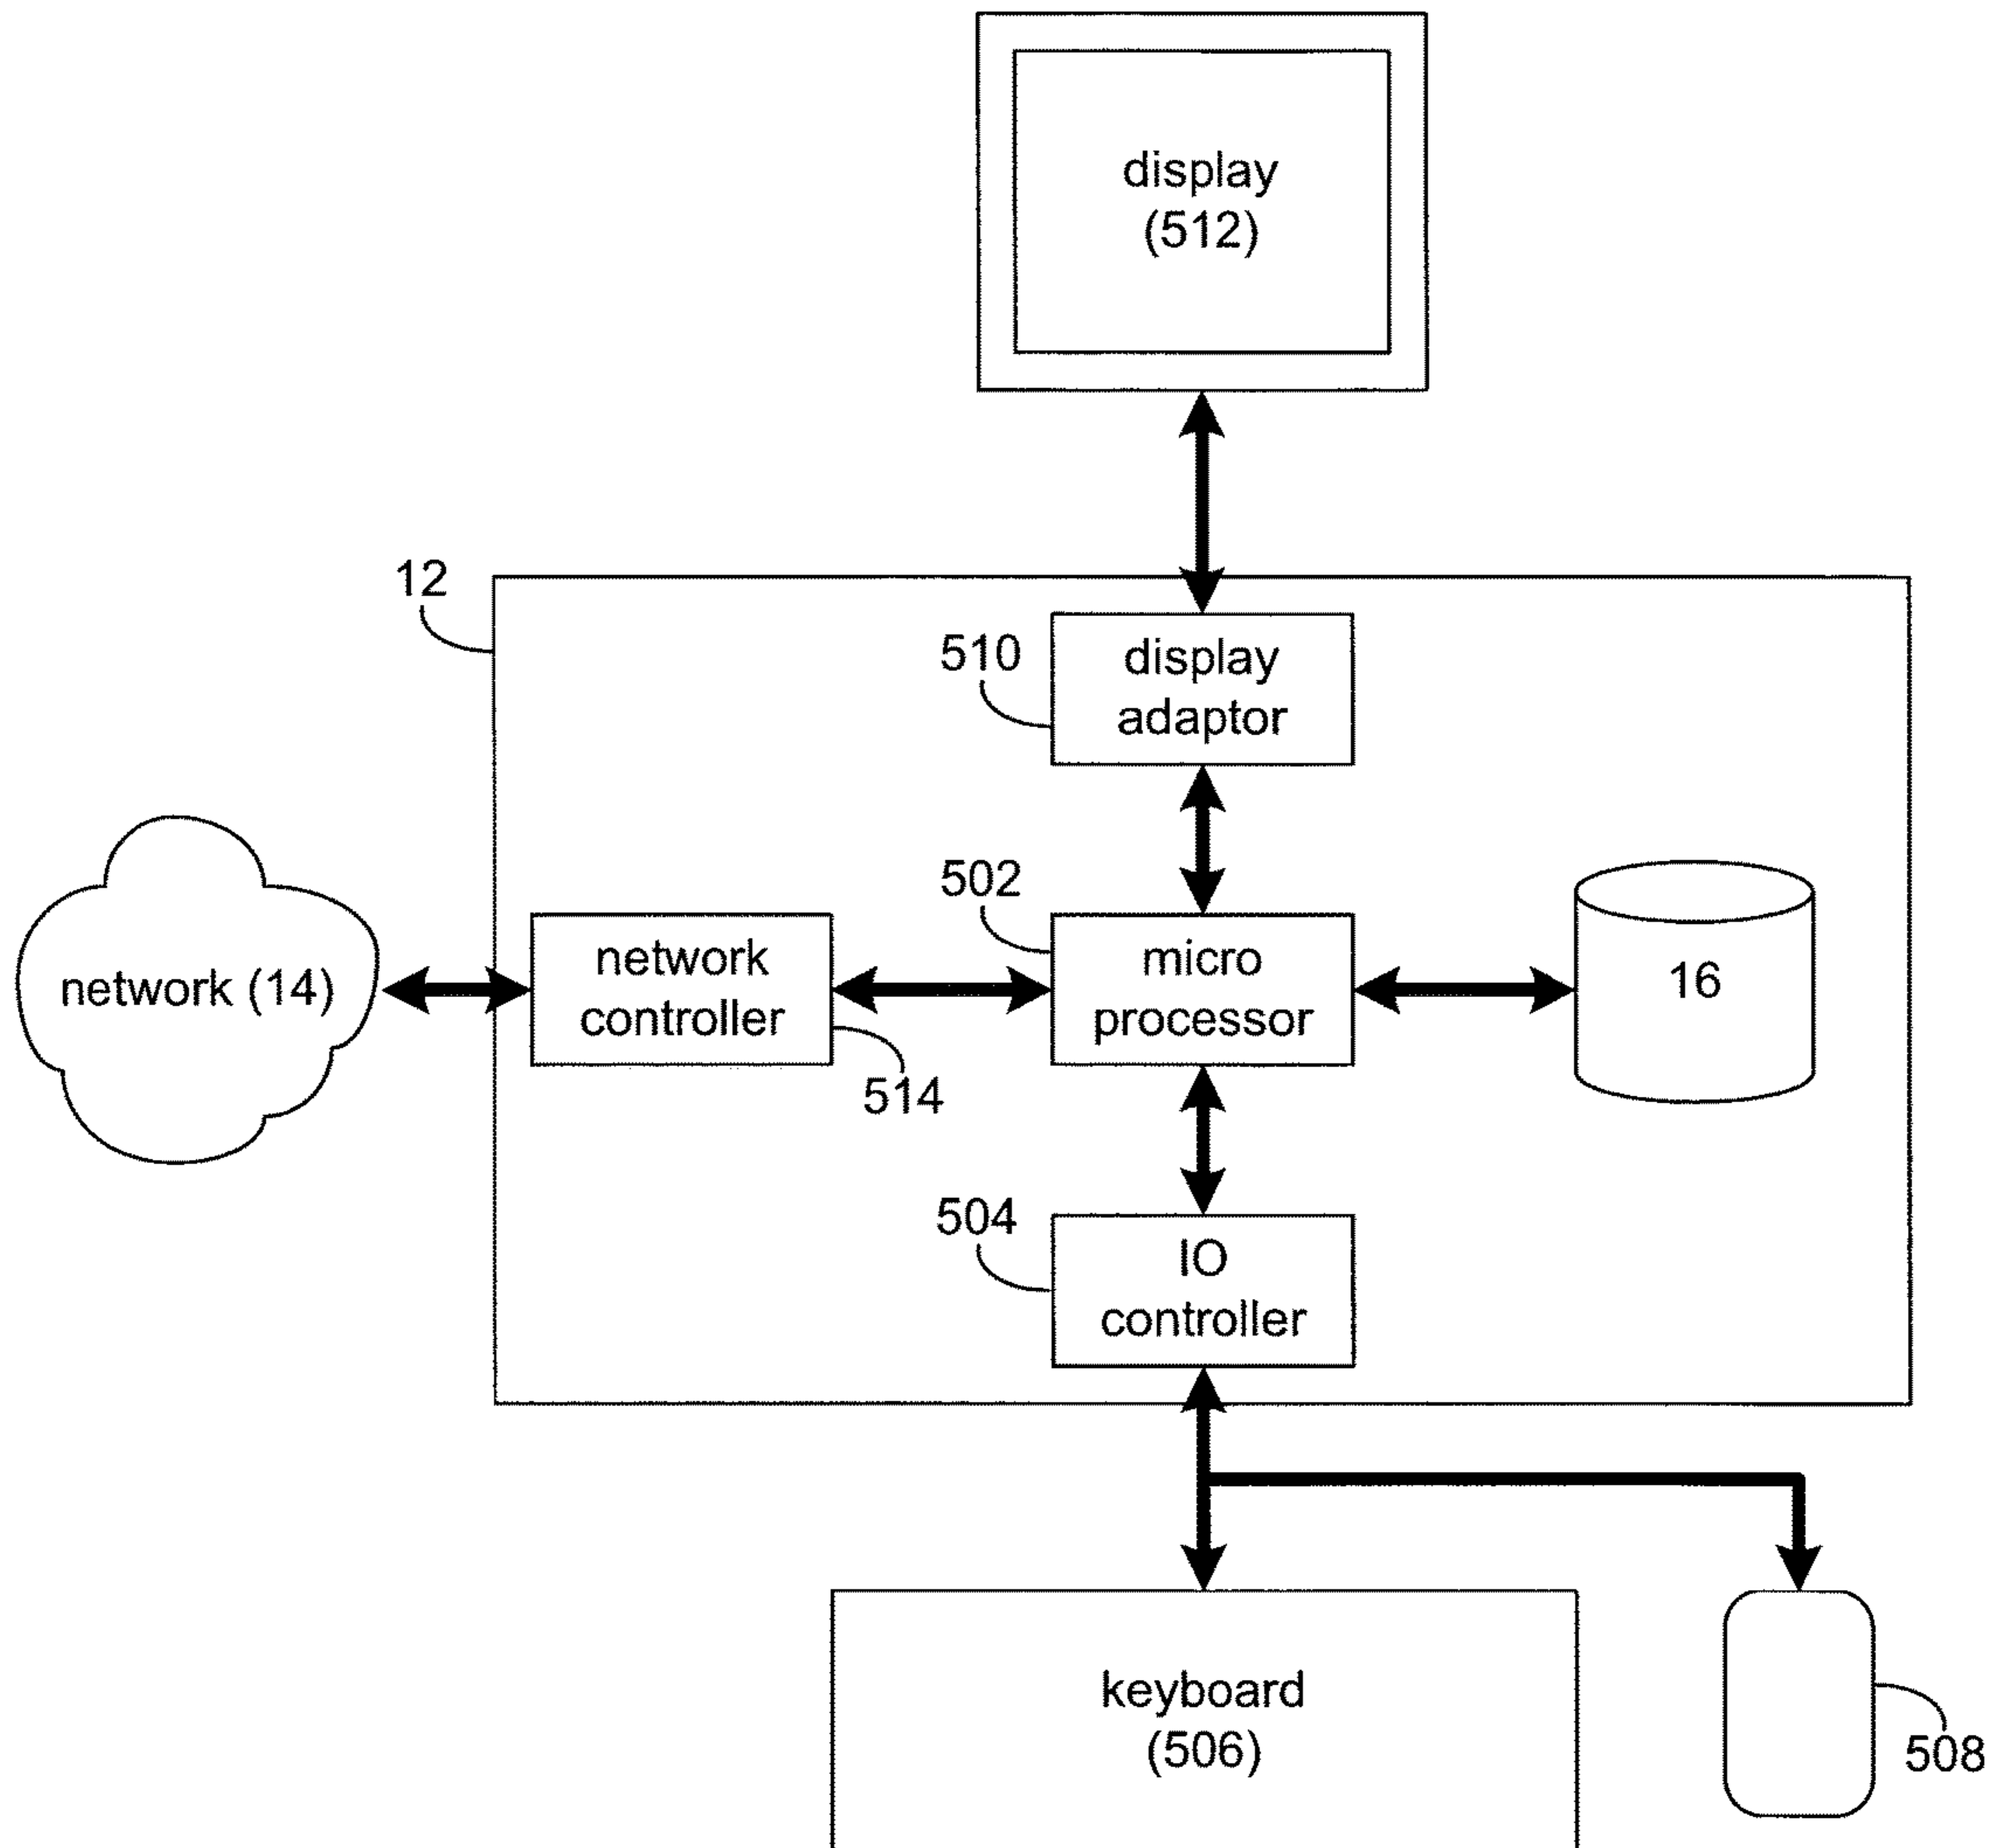 display
(512)
12
510
display
adaptor
502
network
controller
micro
processor
16
network (14)
514
504
IO
controller
keyboard
(506)
508